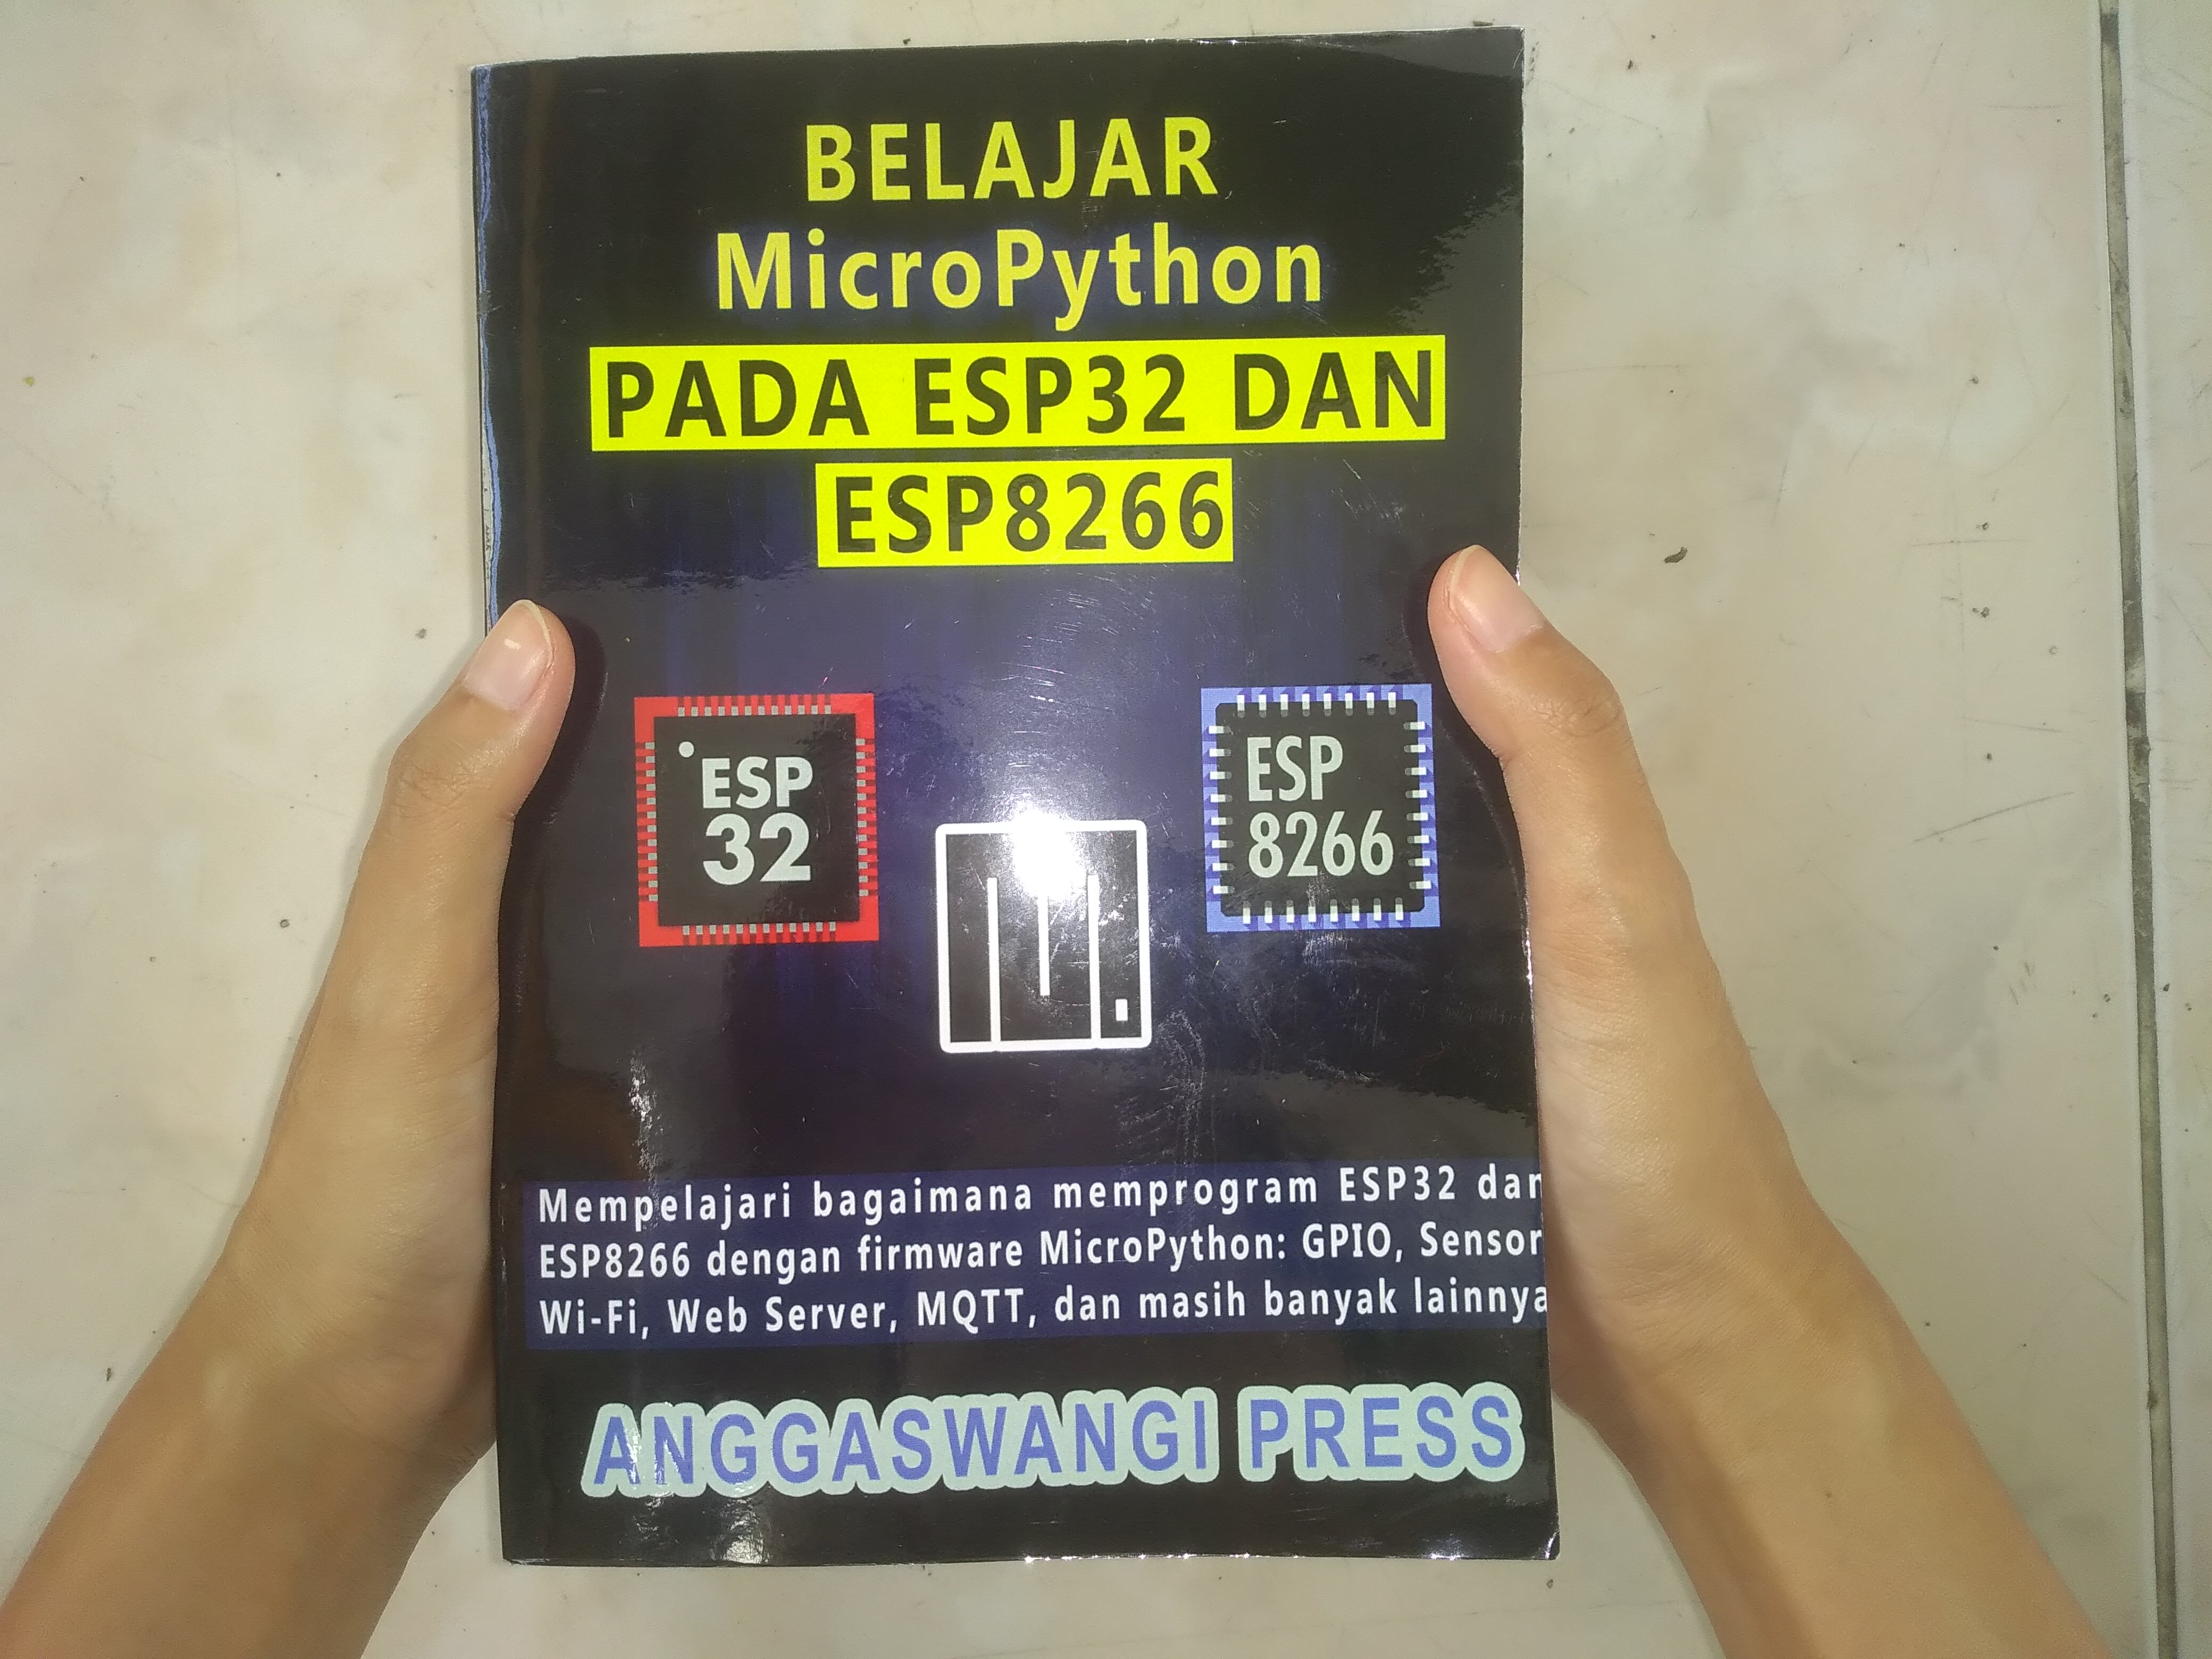 BELAJAR
MicroPython
PADA ESP32 DAN
ESP8266
ESP
32
ESP
8266
Mempelajari bagaimana memprogram ESP32 dan
ESP8266 dengan firmware MicroPython: GPIO, Sensor
Wi-Fi, Web Server, MQTT, dan masih banyak lainnya
ANGGASWANGI PRESS